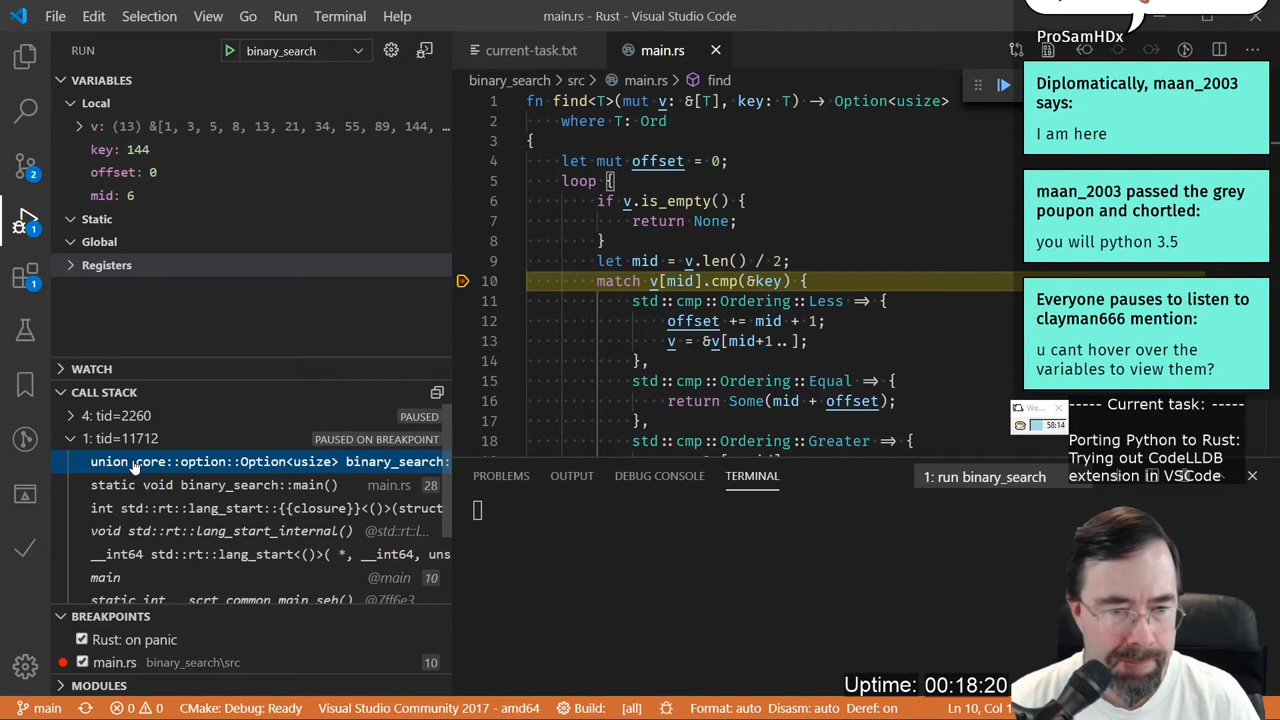 File Edit Selection View Go Run Terminal Help
main.rs - Rust - Visual Studio Code
RUN binary_search
VARIABLES
Local
v: (13) &[1, 3, 5, 8, 13, 21, 34, 55, 89, 144, …
key: 144
offset: 0
mid: 6
Static
Global
Registers
WATCH
CALL STACK
4: tid=2260 PAUSED
1: tid=11712 PAUSED ON BREAKPOINT
union core::option::Option<usize> binary_search:
static void binary_search::main() main.rs 28
int std::rt::lang_start::{{closure}}<()>(struct
void std::rt::lang_start_internal() @std::rt::l…
__int64 std::rt::lang_start<()>( *, __int64, uns
main @main 10
static int __scrt_common_main_seh() @7ff6e3
BREAKPOINTS
Rust: on panic
main.rs binary_search\src 10
MODULES
current-task.txt main.rs
binary_search > src > main.rs > find
1 fn find<T>(mut v: &[T], key: T) → Option<usize>
2 where T: Ord
3 {
4 let mut offset = 0;
5 loop {
6 if v.is_empty() {
7 return None;
8 }
9 let mid = v.len() / 2;
10 match v[mid].cmp(&key) {
11 std::cmp::Ordering::Less ⇒ {
12 offset += mid + 1;
13 v = &v[mid+1..];
14 },
15 std::cmp::Ordering::Equal ⇒ {
16 return Some(mid + offset);
17 },
18 std::cmp::Ordering::Greater ⇒ {
PROBLEMS OUTPUT DEBUG CONSOLE TERMINAL 1: run binary_search
ProSamHDx
Diplomatically, maan_2003
says:
I am here
maan_2003 passed the grey
poupon and chortled:
you will python 3.5
Everyone pauses to listen to
clayman666 mention:
u cant hover over the
variables to view them?
Wo...
58:14
----- Current task: -----
Porting Python to Rust:
Trying out CodeLLDB
extension in VSCode
Uptime: 00:18:20
2
1
1
main 0 0 CMake: Debug: Ready Visual Studio Community 2017 - amd64 Build: [all] Format: auto Disasm: auto Deref: on Ln 10, Col 1